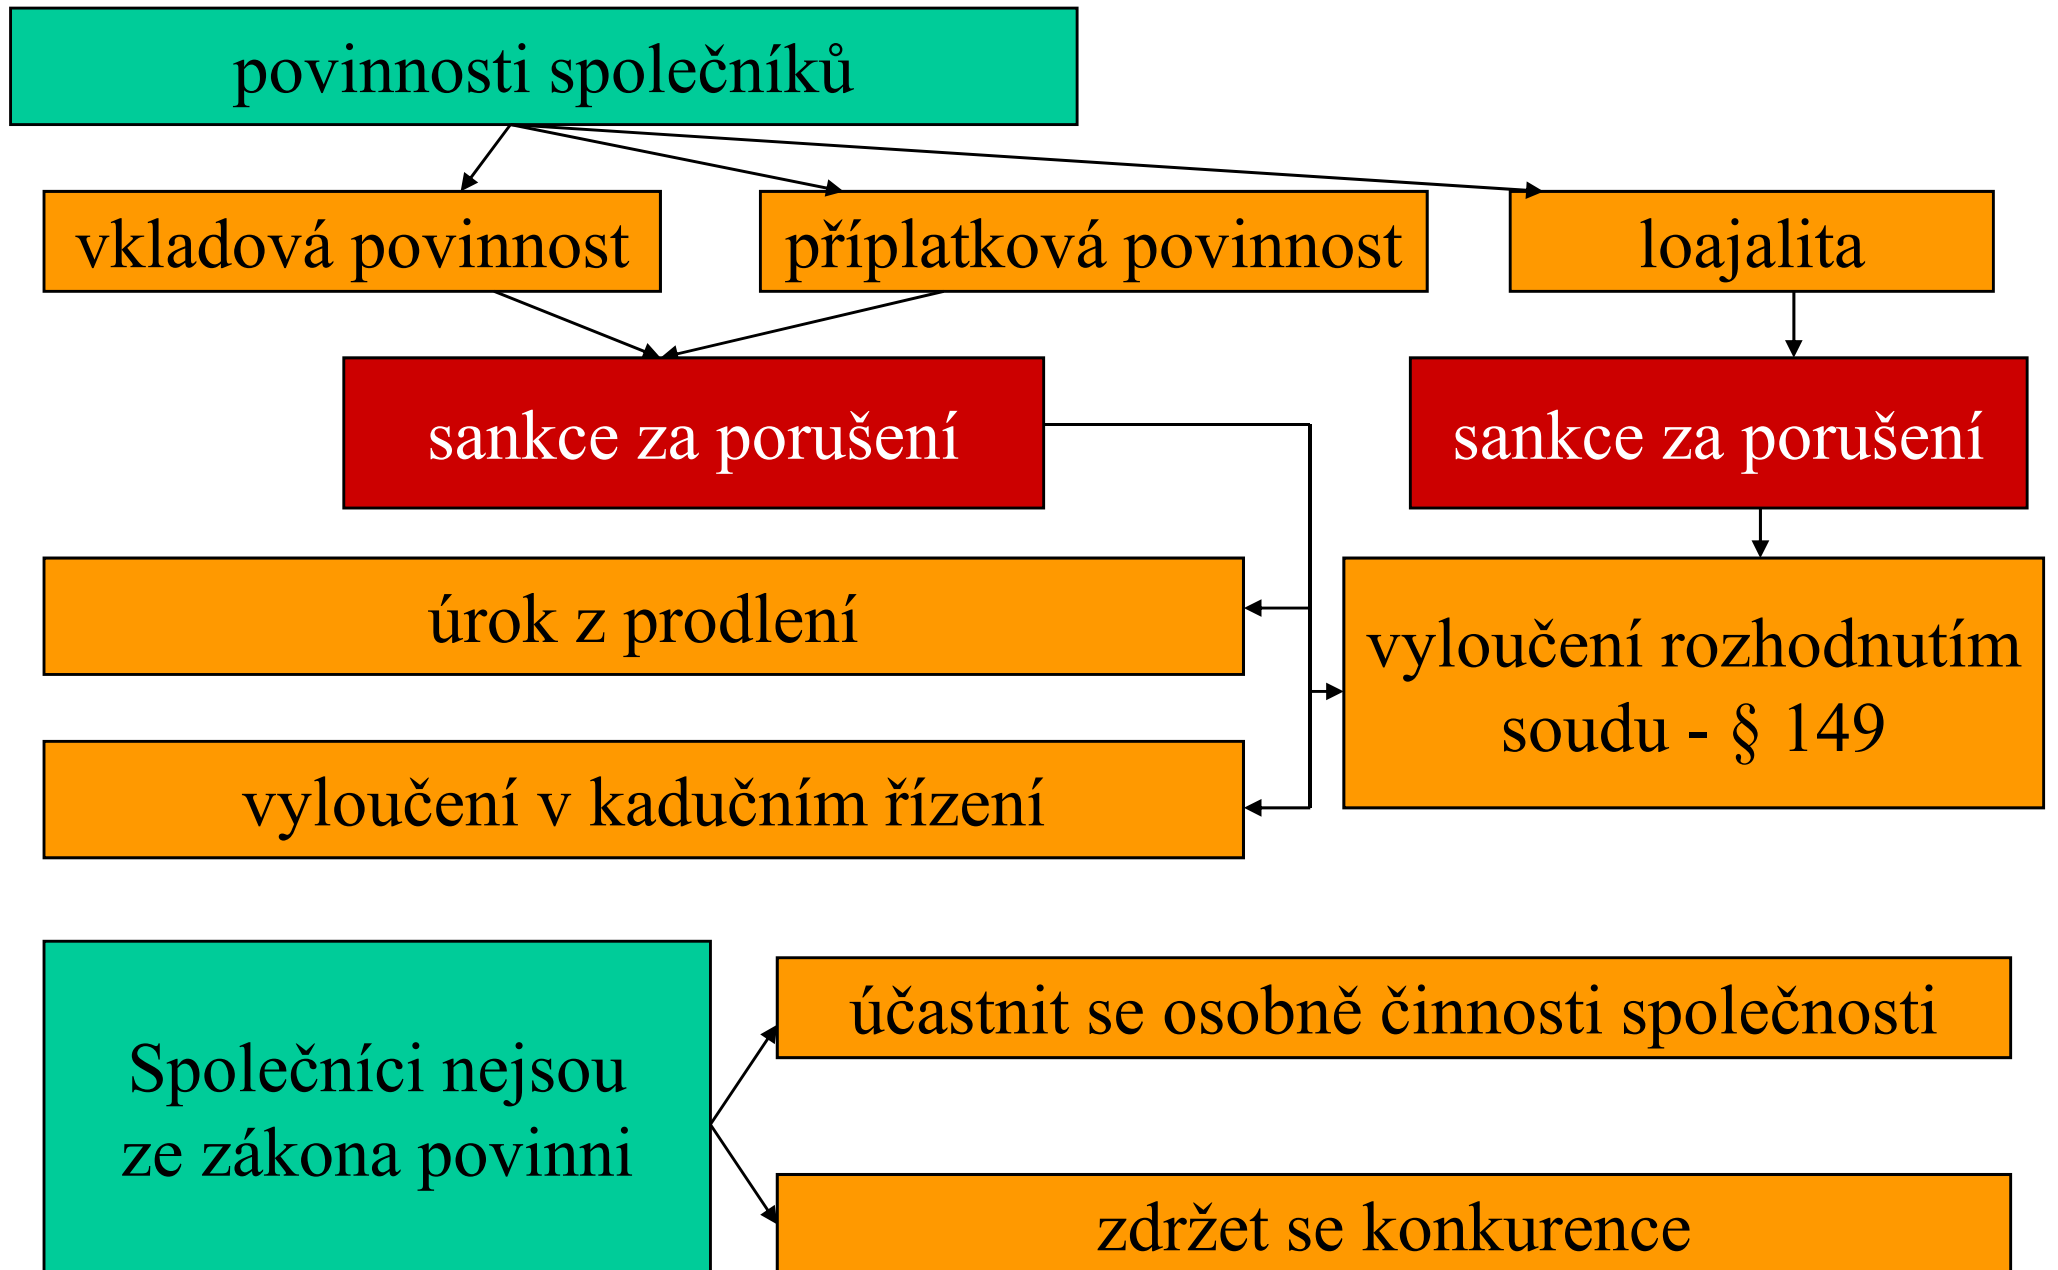 povinnosti společníků
vkladová povinnost
příplatková povinnost
loajalita
sankce za porušení
sankce za porušení
úrok z prodlení
vyloučení rozhodnutím
soudu - § 149
vyloučení v kadučním řízení
Společníci nejsou
ze zákona povinni
účastnit se osobně činnosti společnosti
zdržet se konkurence